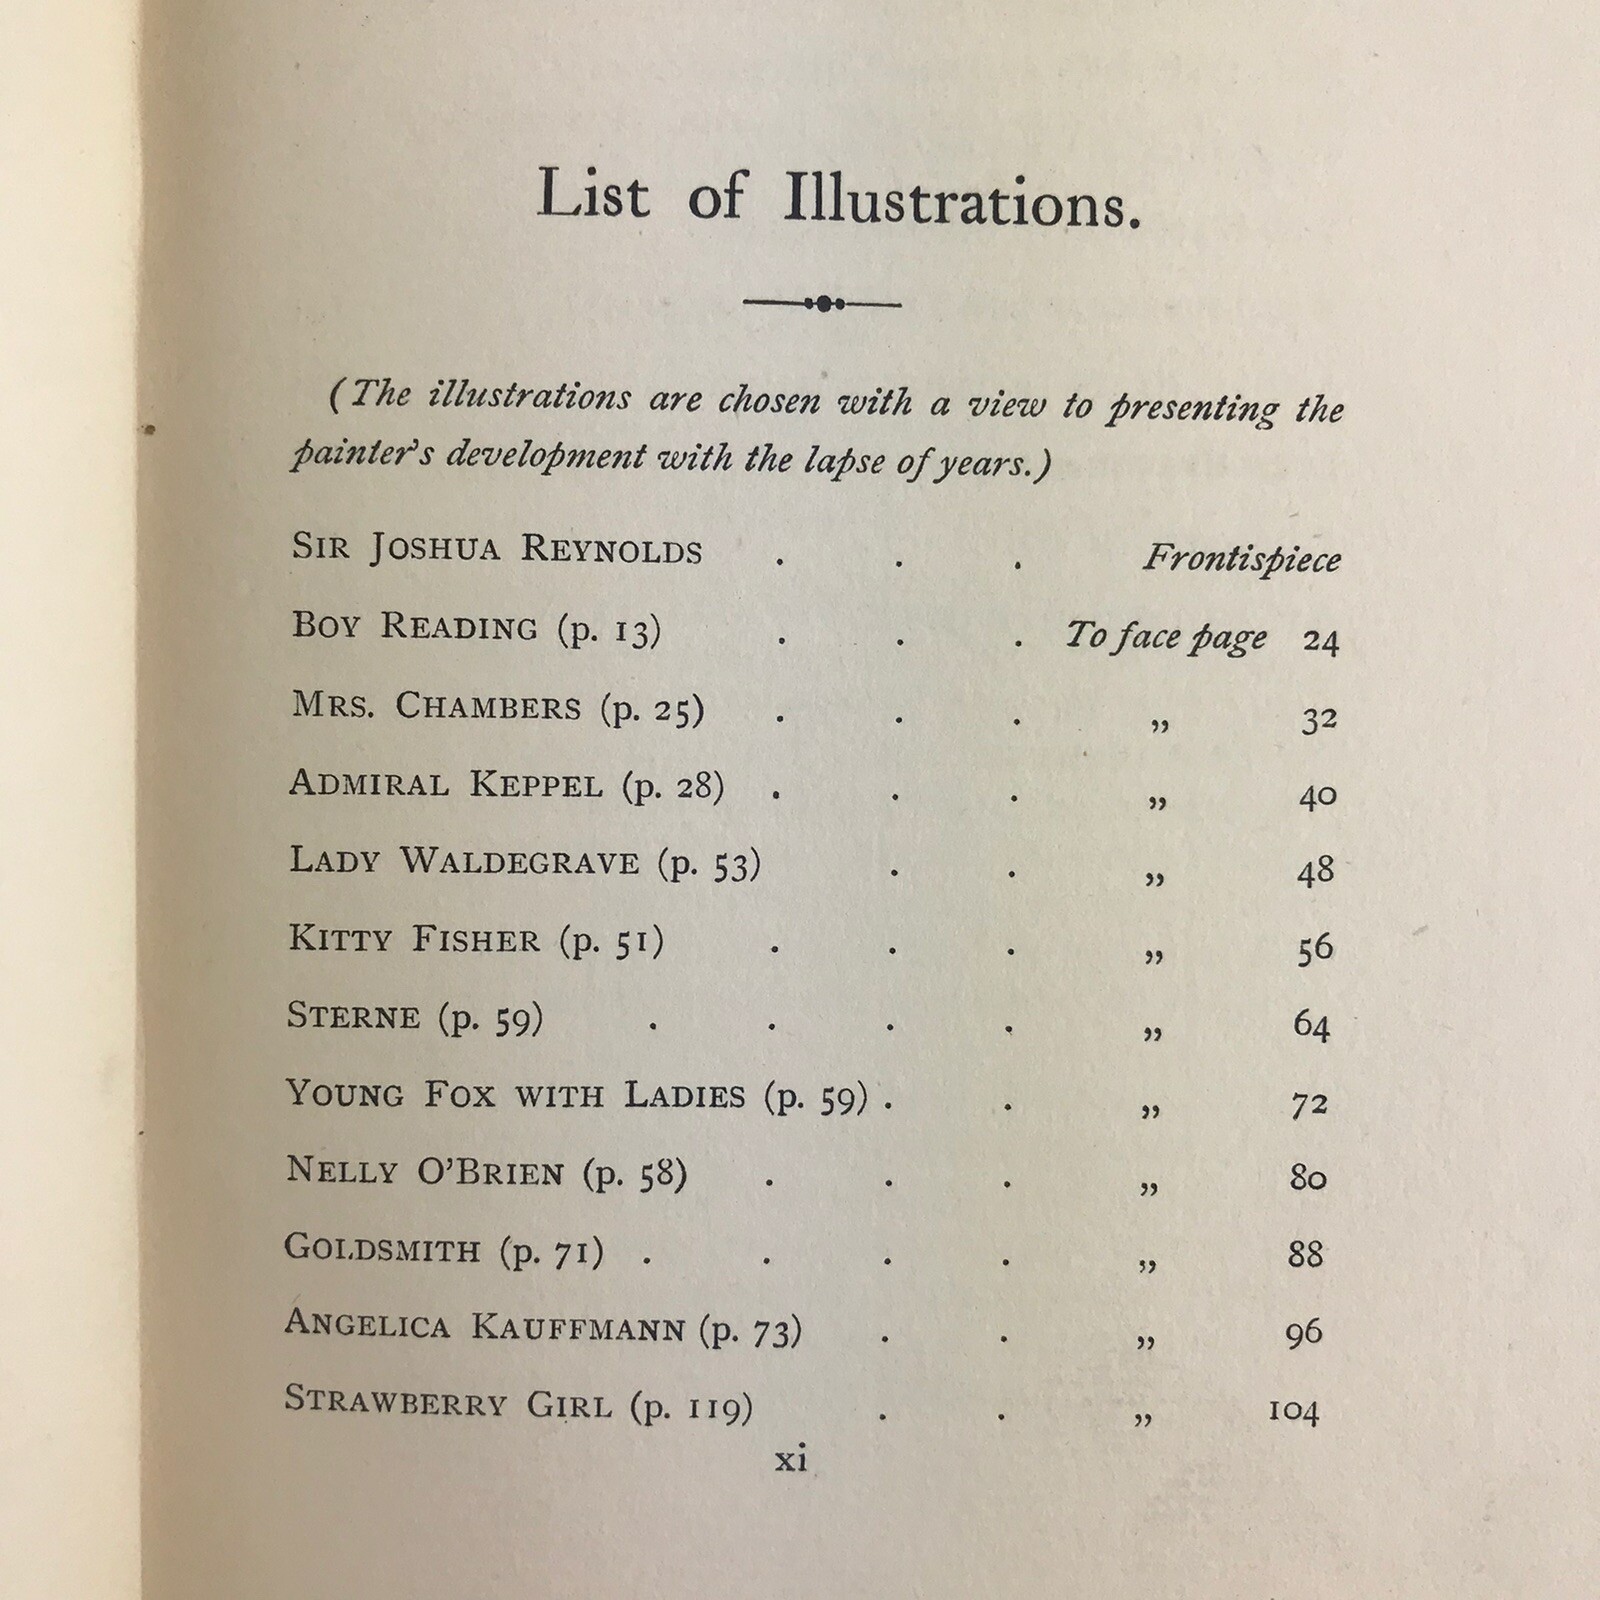 List of Illustrations.
(The illustrations are chosen with a view to presenting the
painter's development with the lapse of years.)
SIR JOSHUA REYNOLDS . . . Frontispiece
BOY READING (p. 13) . . . To face page 24
MRS. CHAMBERS (p. 25) . . . „ 32
ADMIRAL KEPPEL (p. 28) . . . „ 40
LADY WALDEGRAVE (p. 53) . . „ 48
KITTY FISHER (p. 51) . . . „ 56
STERNE (p. 59) . . . . „ 64
YOUNG FOX WITH LADIES (p. 59) . . „ 72
NELLY O'BRIEN (p. 58) . . . „ 80
GOLDSMITH (p. 71) . . . . „ 88
ANGELICA KAUFFMANN (p. 73) . . „ 96
STRAWBERRY GIRL (p. 119) . . „ 104
xi